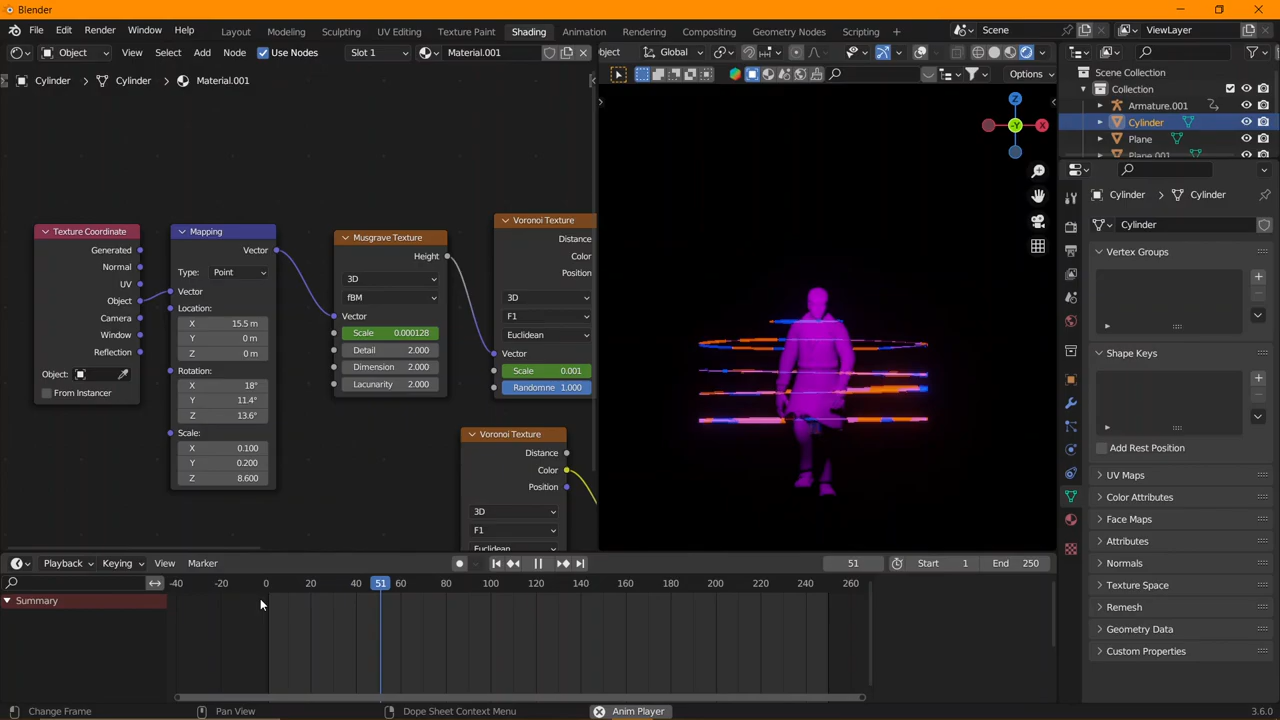 Blender
File Edit Render Window Help Layout Modeling Sculpting UV Editing Texture Paint Shading Animation Rendering Compositing Geometry Nodes Scripting + Scene ViewLayer
Object View Select Add Node Use Nodes Slot 1 Material.001 object Global
Cylinder > Cylinder > Material.001 Options
Scene Collection
Collection
Armature.001
Cylinder
Plane
Plane.001
Z
-Y X
Texture Coordinate
Generated
Normal
UV
Object
Camera
Window
Reflection
Object:
From Instancer
Mapping
Vector
Type: Point
Vector
Location:
X 15.5 m
Y 0 m
Z 0 m
Rotation:
X 18°
Y 11.4°
Z 13.6°
Scale:
X 0.100
Y 0.200
Z 8.600
Musgrave Texture
Height
3D
fBM
Vector
Scale 0.000128
Detail 2.000
Dimension 2.000
Lacunarity 2.000
Voronoi Texture
Distance
Color
Position
3D
F1
Euclidean
Vector
Scale 0.001
Randomne 1.000
Voronoi Texture
Distance
Color
Position
3D
F1
Euclidean
Cylinder > Cylinder
Cylinder
Vertex Groups
Shape Keys
Add Rest Position
UV Maps
Color Attributes
Face Maps
Attributes
Normals
Texture Space
Remesh
Geometry Data
Custom Properties
Playback Keying View Marker 51 Start 1 End 250
-40 -20 0 20 40 51 60 80 100 120 140 160 180 200 220 240 260
Summary
Change Frame Pan View Dope Sheet Context Menu Anim Player 3.6.0